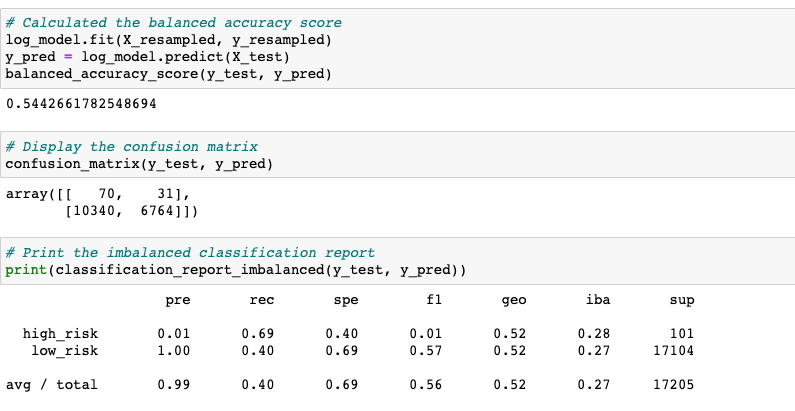 # Calculated the balanced accuracy score
log_model.fit(X_resampled, y_resampled)
y_pred = log_model.predict(X_test)
balanced_accuracy_score(y_test, y_pred)
0.5442661782548694
# Display the confusion matrix
confusion_matrix(y_test, y_pred)
array([[   70,    31],
       [10340,  6764]])
# Print the imbalanced classification report
print(classification_report_imbalanced(y_test, y_pred))
pre rec spe f1 geo iba sup
high_risk 0.01 0.69 0.40 0.01 0.52 0.28 101
low_risk 1.00 0.40 0.69 0.57 0.52 0.27 17104
avg / total 0.99 0.40 0.69 0.56 0.52 0.27 17205